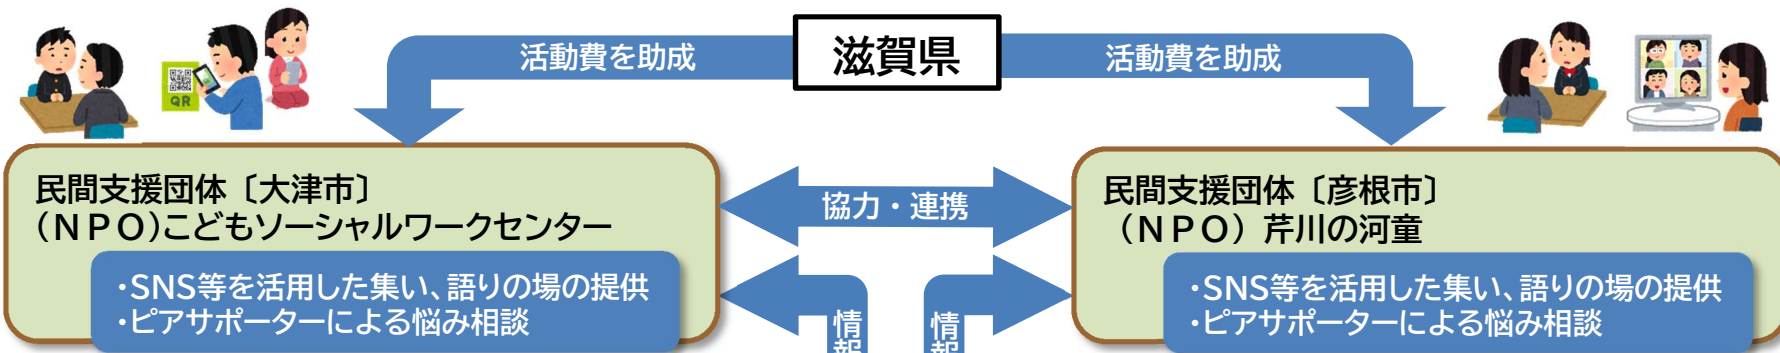 活動費を助成
滋賀県
活動費を助成
QR
民間支援団体〔大津市〕
(NPO)こどもソーシャルワークセンター
・SNS等を活用した集い、語りの場の提供
・ピアサポーターによる悩み相談
協力・連携
情報
情報
民間支援団体〔彦根市〕
(NPO)芹川の河童
・SNS等を活用した集い、語りの場の提供
・ピアサポーターによる悩み相談